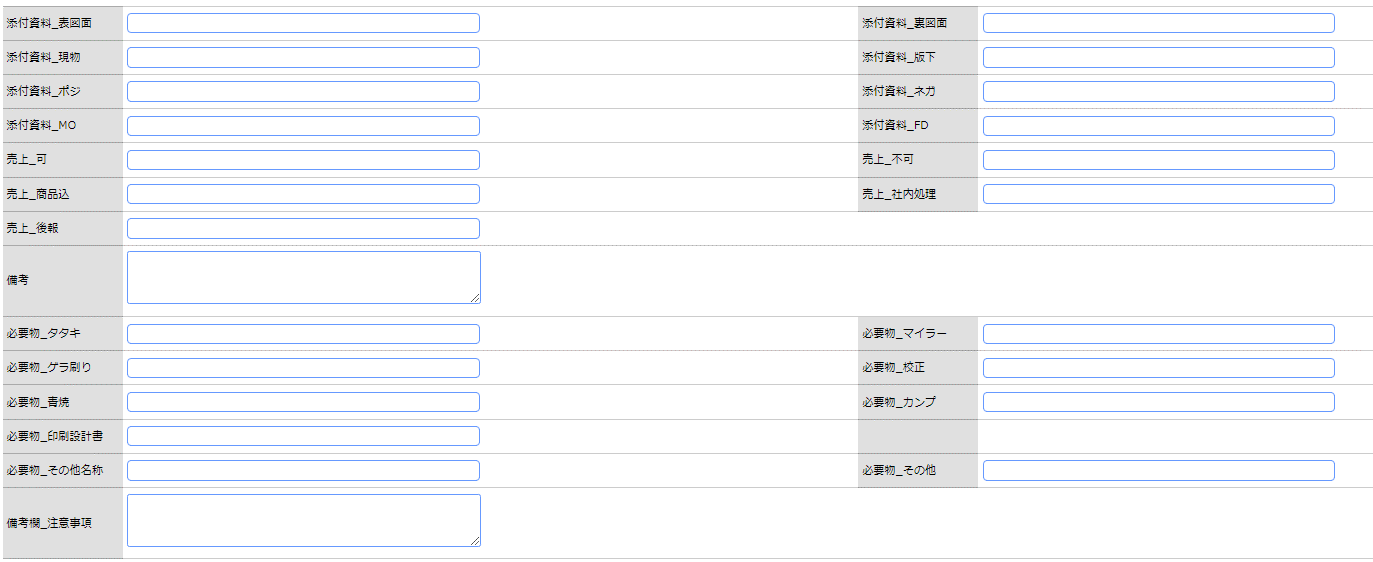 添付資料_表図面
添付資料_裏図面
添付資料_現物
添付資料_版下
添付資料_ポジ
添付資料_ネガ
添付資料_MO
添付資料_FD
売上_可
売上_不可
売上_商品込
売上_社内処理
売上_後報
備考
必要物_タタキ
必要物_マイラー
必要物_ゲラ刷り
必要物_校正
必要物_青焼
必要物_カンプ
必要物_印刷設計書
必要物_その他名称
必要物_その他
備考欄_注意事項